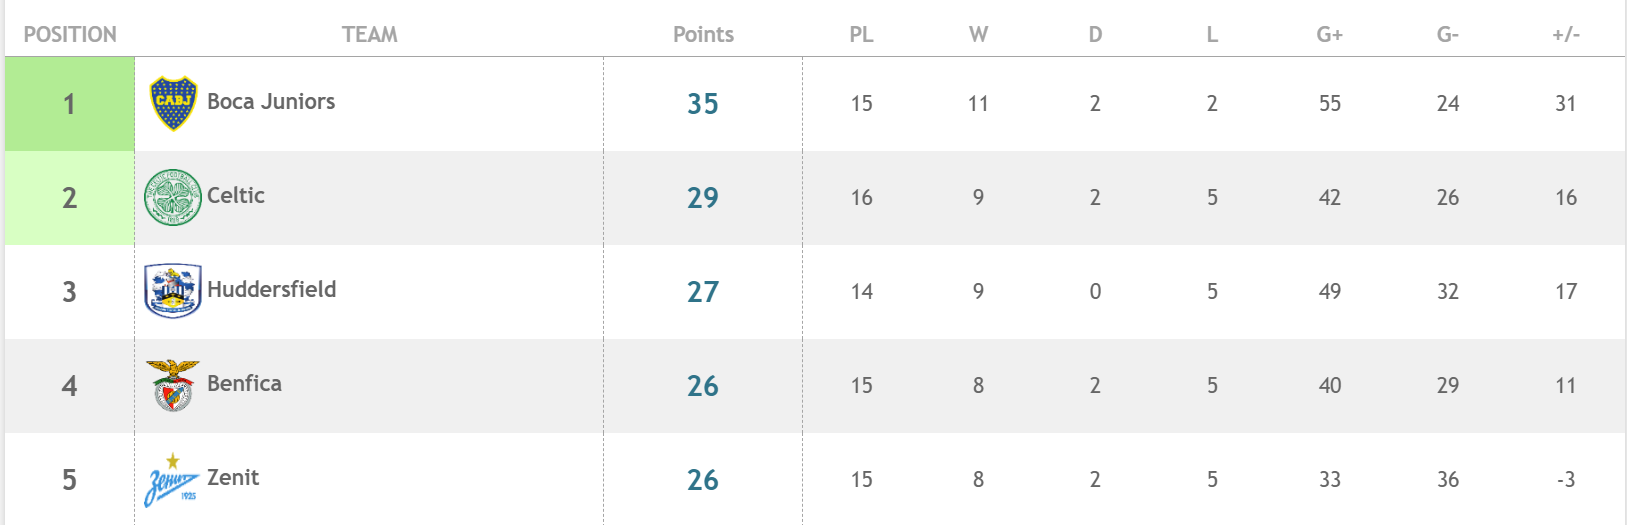 POSITION TEAM Points PL W D L G+ G- +/-
1 CABJ Boca Juniors 35 15 11 2 2 55 24 31
2 Celtic 29 16 9 2 5 42 26 16
3 Huddersfield 27 14 9 0 5 49 32 17
4 Benfica 26 15 8 2 5 40 29 11
5 Зенит 1925 Zenit 26 15 8 2 5 33 36 -3